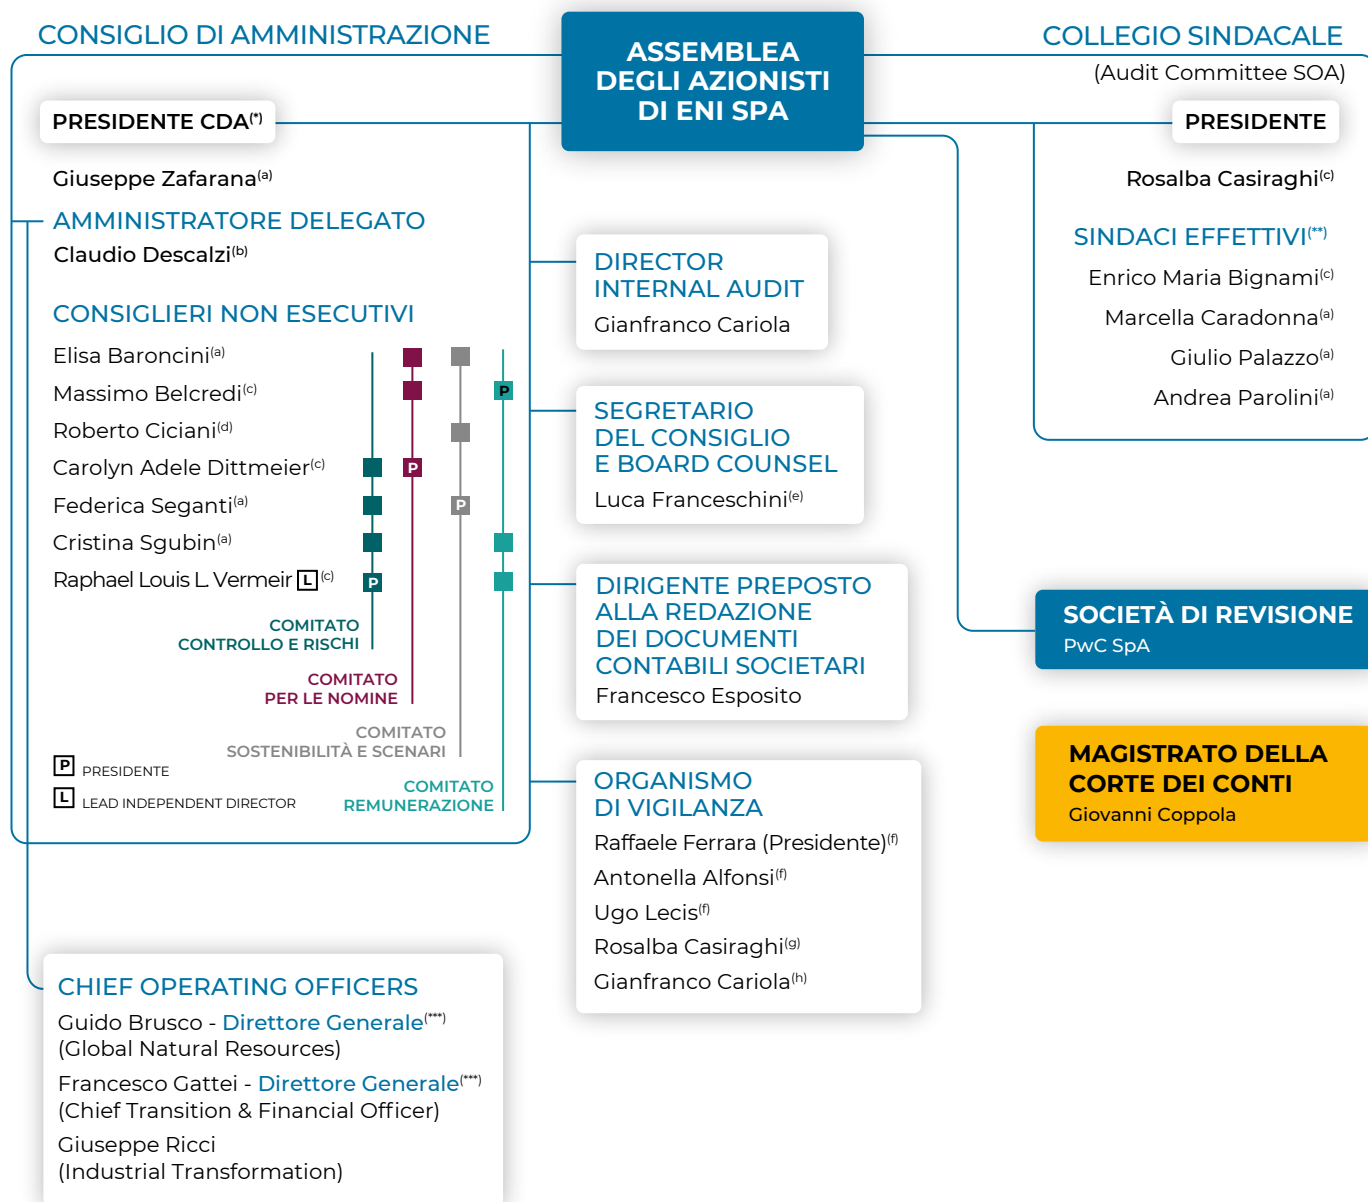 CONSIGLIO DI AMMINISTRAZIONE
PRESIDENTE CDA(*)
Giuseppe Zafarana(a)
AMMINISTRATORE DELEGATO
Claudio Descalzi(b)
CONSIGLIERI NON ESECUTIVI
Elisa Baroncini(a)
Massimo Belcredi(c)
P
Roberto Ciciani(d)
Carolyn Adele Dittmeier(c)
P
Federica Seganti(a)
P
Cristina Sgubin(a)
Raphael Louis L. Vermeir L (c)
P
COMITATO
CONTROLLO E RISCHI
COMITATO
PER LE NOMINE
COMITATO
SOSTENIBILITÀ E SCENARI
COMITATO
REMUNERAZIONE
P PRESIDENTE
L LEAD INDEPENDENT DIRECTOR
CHIEF OPERATING OFFICERS
Guido Brusco - Direttore Generale(***)
(Global Natural Resources)
Francesco Gattei - Direttore Generale(***)
(Chief Transition & Financial Officer)
Giuseppe Ricci
(Industrial Transformation)
ASSEMBLEA
DEGLI AZIONISTI
DI ENI SPA
DIRECTOR
INTERNAL AUDIT
Gianfranco Cariola
SEGRETARIO
DEL CONSIGLIO
E BOARD COUNSEL
Luca Franceschini(e)
DIRIGENTE PREPOSTO
ALLA REDAZIONE
DEI DOCUMENTI
CONTABILI SOCIETARI
Francesco Esposito
ORGANISMO
DI VIGILANZA
Raffaele Ferrara (Presidente)(f)
Antonella Alfonsi(f)
Ugo Lecis(f)
Rosalba Casiraghi(g)
Gianfranco Cariola(h)
COLLEGIO SINDACALE
(Audit Committee SOA)
PRESIDENTE
Rosalba Casiraghi(c)
SINDACI EFFETTIVI(**)
Enrico Maria Bignami(c)
Marcella Caradonna(a)
Giulio Palazzo(a)
Andrea Parolini(a)
SOCIETÀ DI REVISIONE
PwC SpA
MAGISTRATO DELLA
CORTE DEI CONTI
Giovanni Coppola